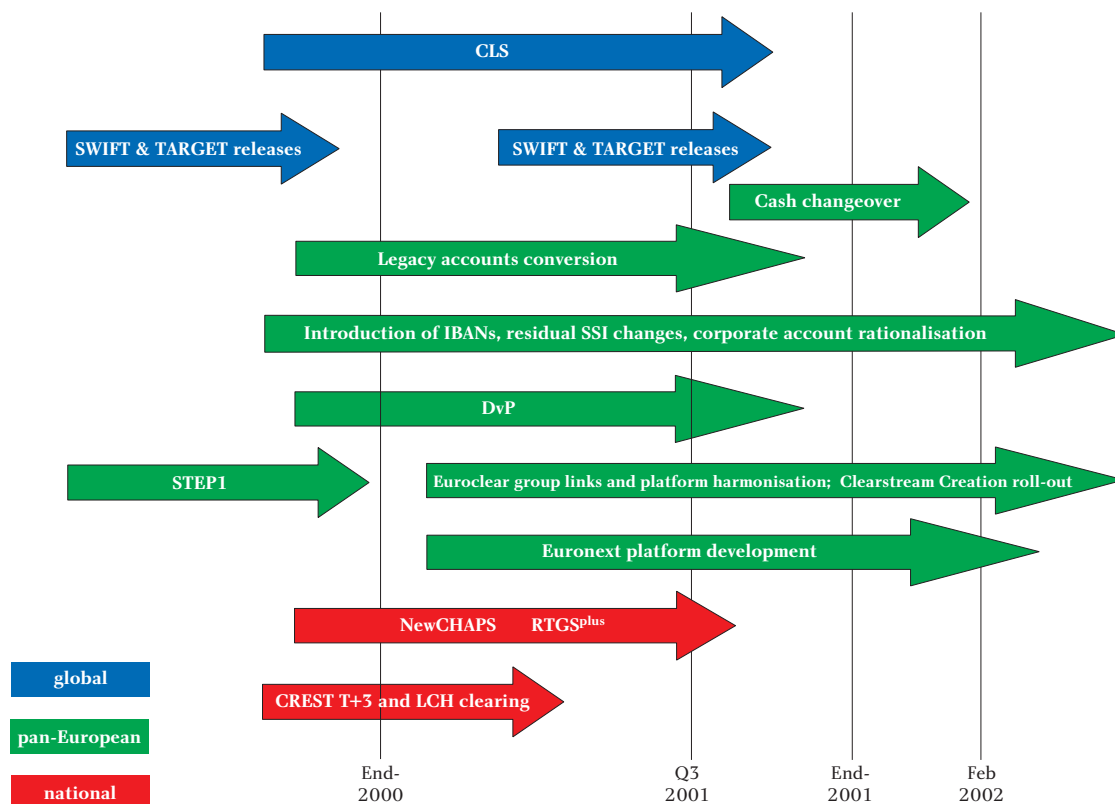 CLS
SWIFT & TARGET releases
SWIFT & TARGET releases
Cash changeover
Legacy accounts conversion
Introduction of IBANs, residual SSI changes, corporate account rationalisation
DvP
STEP1
Euroclear group links and platform harmonisation; Clearstream Creation roll-out
Euronext platform development
NewCHAPS RTGSplus
CREST T+3 and LCH clearing
global
pan-European
national
End-
2000
Q3
2001
End-
2001
Feb
2002